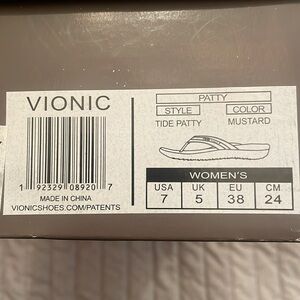 VIONIC
1 92329 08920 7
MADE IN CHINA
VIONICSHOES.COM/PATENTS
PATTY
STYLE COLOR
TIDE PATTY MUSTARD
WOMEN'S
USA UK EU CM
7 5 38 24